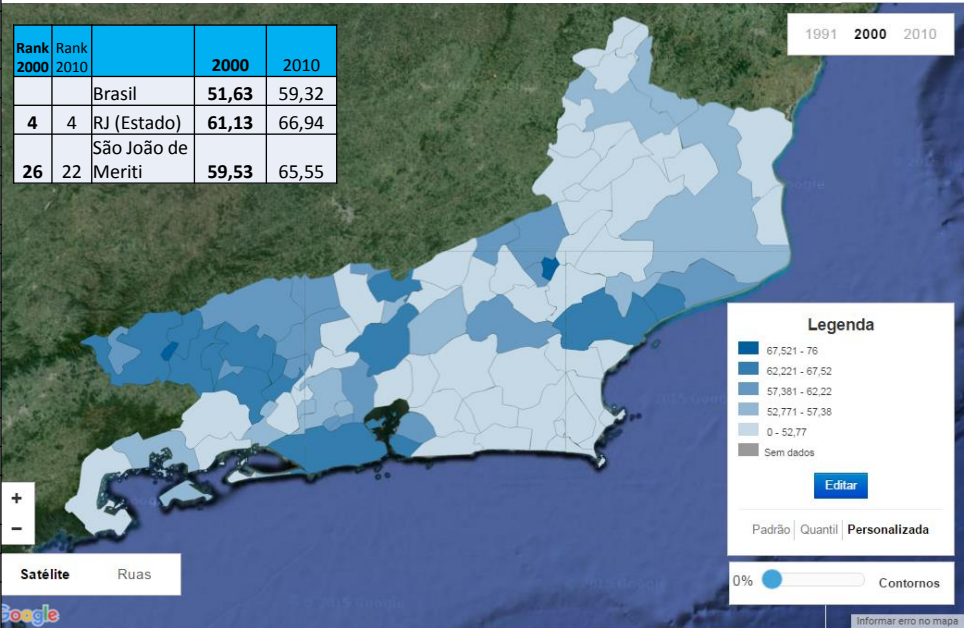 Rank 2000 Rank 2010 2000 2010
Brasil 51,63 59,32
4 4 RJ (Estado) 61,13 66,94
26 22 São João de Meriti 59,53 65,55
1991 2000 2010
Legenda
67,521 - 76
62,221 - 67,52
57,381 - 62,22
52,771 - 57,38
0 - 52,77
Sem dados
Editar
Padrão Quantil Personalizada
+
−
Satélite Ruas
0% Contornos
Google
Informar erro no mapa